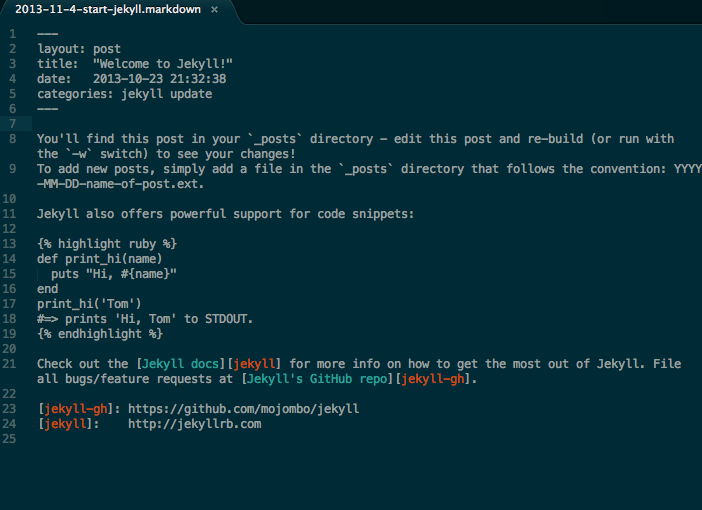 2013-11-4-start-jekyll.markdown ×
1 ---
2 layout: post
3 title:  "Welcome to Jekyll!"
4 date:   2013-10-23 21:32:38
5 categories: jekyll update
6 ---
7
8 You'll find this post in your `_posts` directory - edit this post and re-build (or run with
the `-w` switch) to see your changes!
9 To add new posts, simply add a file in the `_posts` directory that follows the convention: YYYY
-MM-DD-name-of-post.ext.
10
11 Jekyll also offers powerful support for code snippets:
12
13 {% highlight ruby %}
14 def print_hi(name)
15   puts "Hi, #{name}"
16 end
17 print_hi('Tom')
18 #=> prints 'Hi, Tom' to STDOUT.
19 {% endhighlight %}
20
21 Check out the [Jekyll docs][jekyll] for more info on how to get the most out of Jekyll. File
all bugs/feature requests at [Jekyll's GitHub repo][jekyll-gh].
22
23 [jekyll-gh]: https://github.com/mojombo/jekyll
24 [jekyll]:    http://jekyllrb.com
25